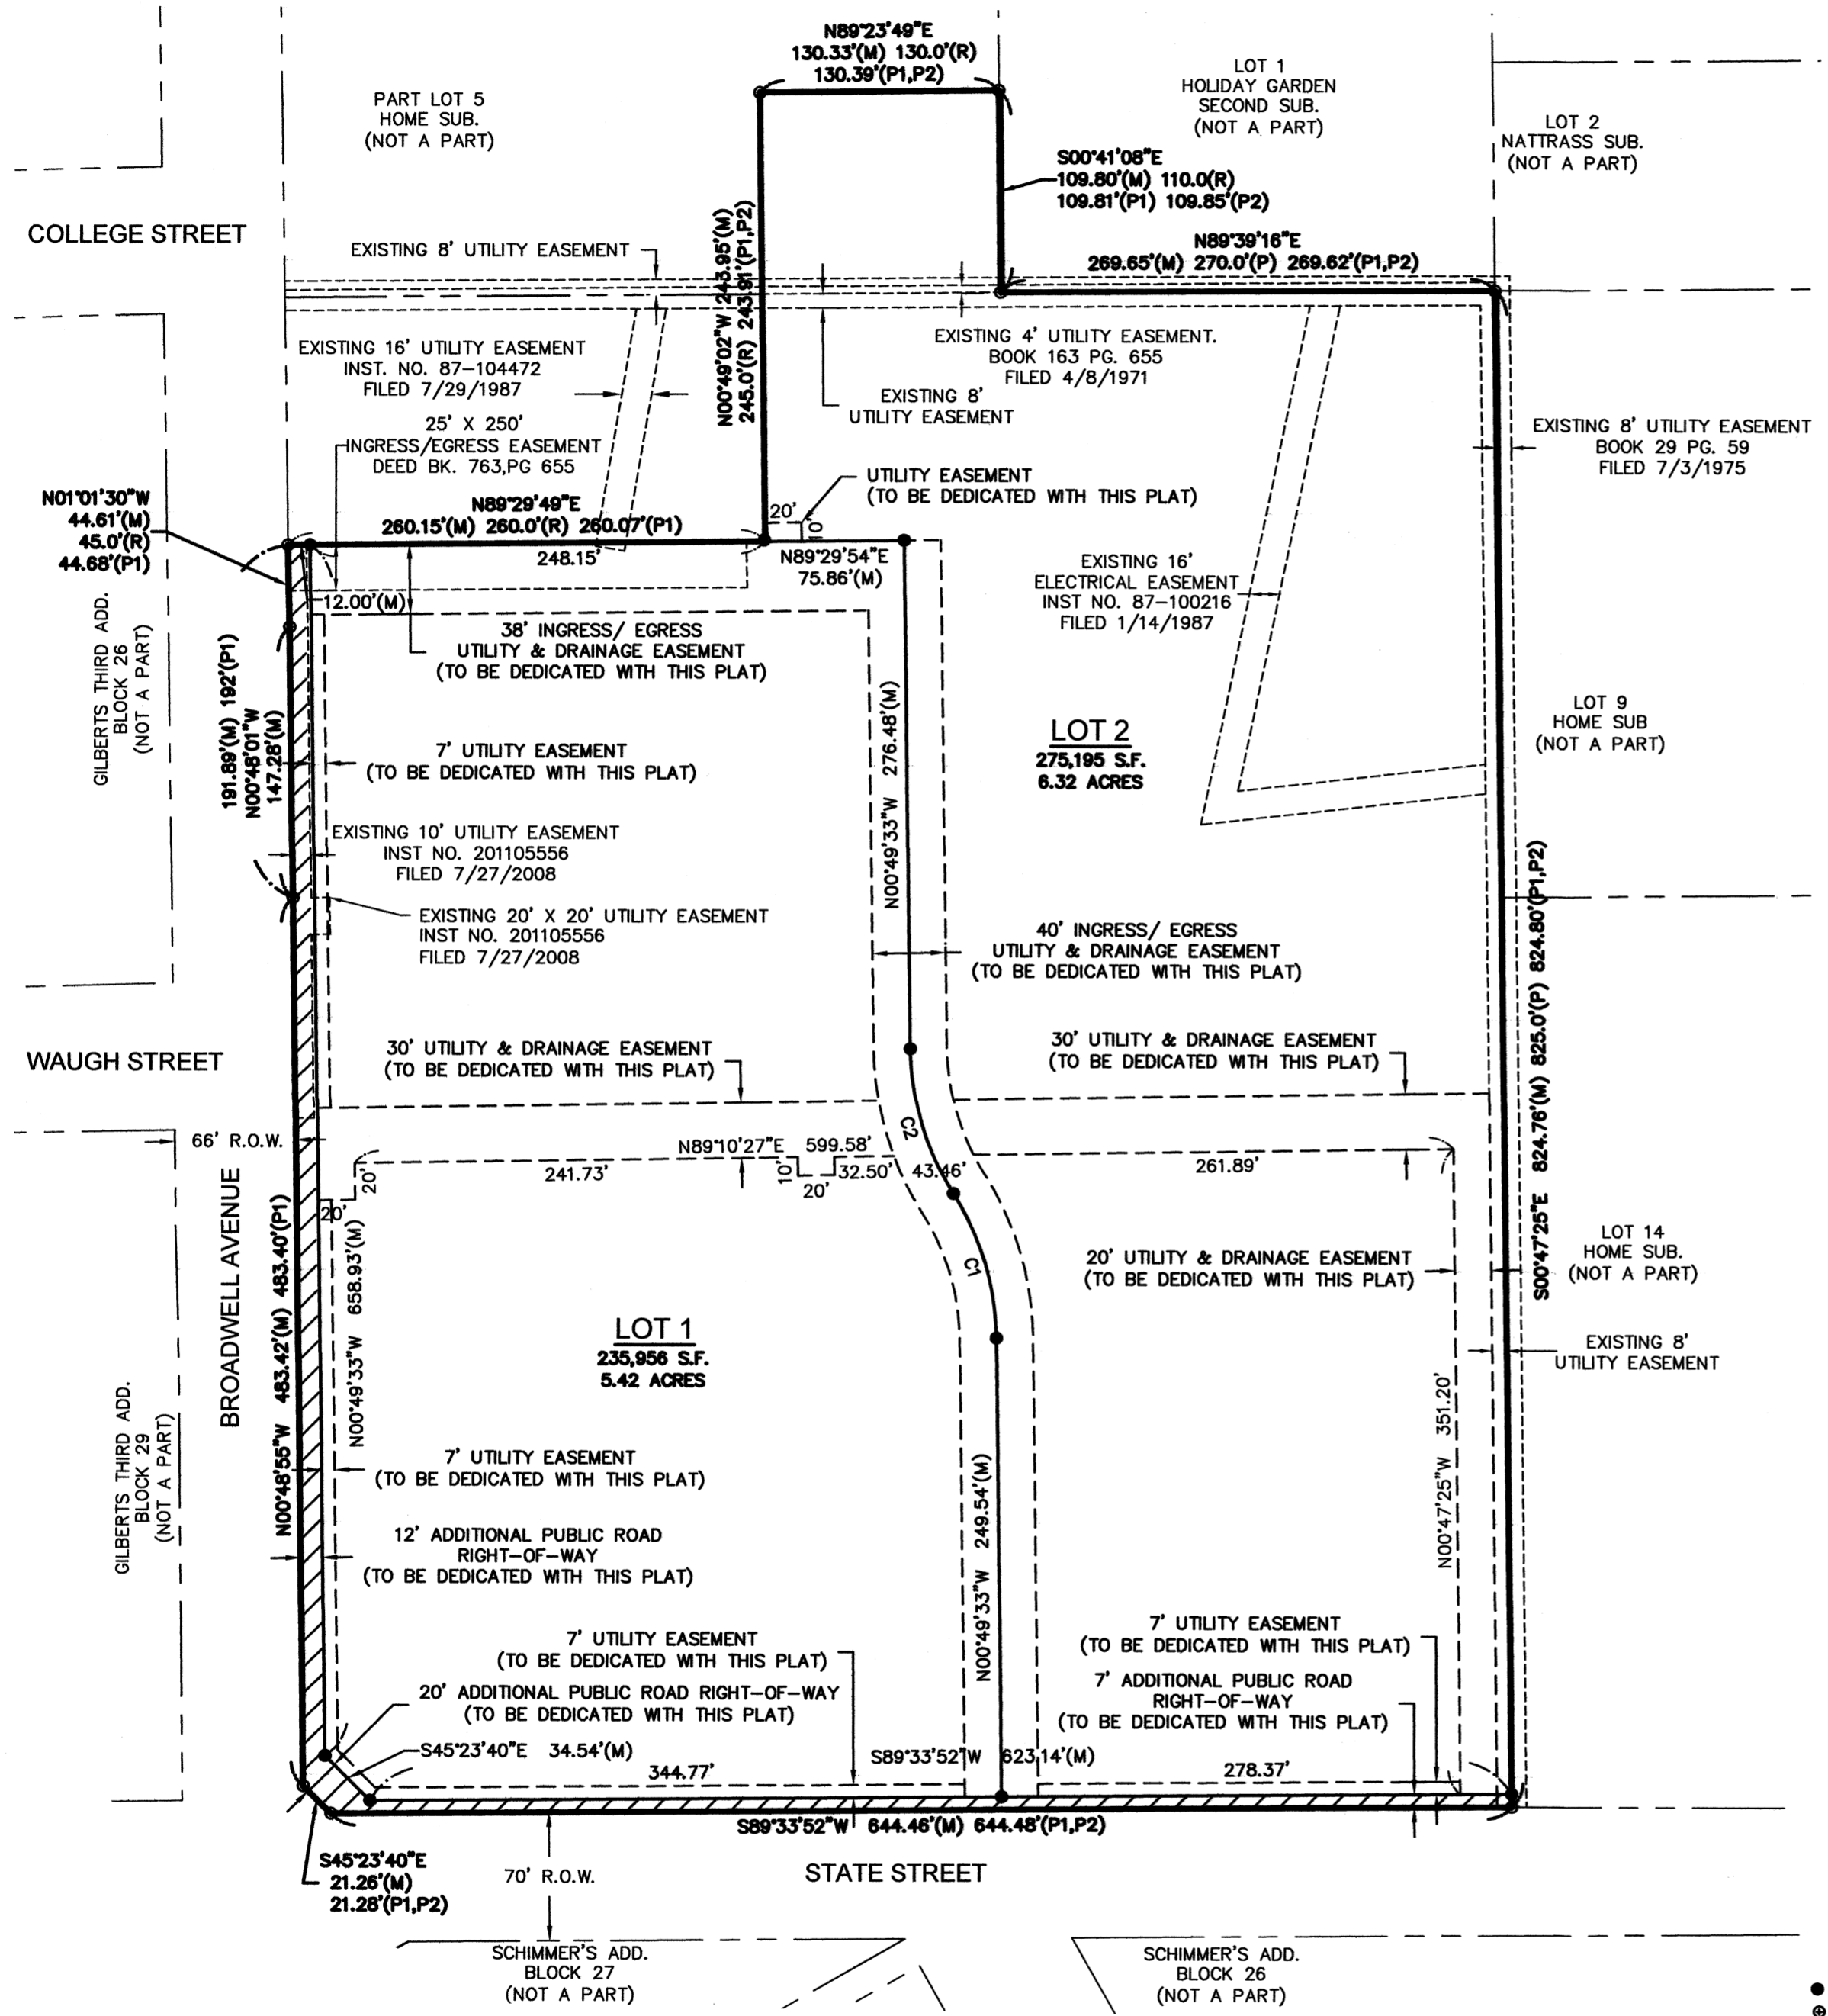 N89°23'49"E
130.33'(M) 130.0'(R)
130.39'(P1,P2)
PART LOT 5
HOME SUB.
(NOT A PART)
LOT 1
HOLIDAY GARDEN
SECOND SUB.
(NOT A PART)
LOT 2
NATTRASS SUB.
(NOT A PART)
S00°41'08"E
109.80'(M) 110.0(R)
109.81'(P1) 109.85'(P2)
COLLEGE STREET
EXISTING 8' UTILITY EASEMENT
N00°49'02"W 243.95'(M)
245.0'(R) 243.91'(P1,P2)
N89°39'16"E
269.65'(M) 270.0'(P) 269.62'(P1,P2)
EXISTING 16' UTILITY EASEMENT
INST. NO. 87-104472
FILED 7/29/1987
EXISTING 4' UTILITY EASEMENT.
BOOK 163 PG. 655
FILED 4/8/1971
EXISTING 8'
UTILITY EASEMENT
25' X 250'
INGRESS/EGRESS EASEMENT
DEED BK. 763,PG 655
EXISTING 8' UTILITY EASEMENT
BOOK 29 PG. 59
FILED 7/3/1975
N01°01'30"W
44.61'(M)
45.0'(R)
44.68'(P1)
N89°29'49"E
260.15'(M) 260.0'(R) 260.07'(P1)
248.15'
UTILITY EASEMENT
(TO BE DEDICATED WITH THIS PLAT)
20'
10'
N89°29'54"E
75.86'(M)
EXISTING 16'
ELECTRICAL EASEMENT
INST NO. 87-100216
FILED 1/14/1987
12.00'(M)
38' INGRESS/ EGRESS
UTILITY & DRAINAGE EASEMENT
(TO BE DEDICATED WITH THIS PLAT)
GILBERTS THIRD ADD.
BLOCK 26
(NOT A PART)
191.89'(M) 192'(P1)
N00°48'01"W
147.28'(M)
N00°49'33"W 276.48'(M)
LOT 2
275,195 S.F.
6.32 ACRES
LOT 9
HOME SUB
(NOT A PART)
7' UTILITY EASEMENT
(TO BE DEDICATED WITH THIS PLAT)
EXISTING 10' UTILITY EASEMENT
INST NO. 201105556
FILED 7/27/2008
EXISTING 20' X 20' UTILITY EASEMENT
INST NO. 201105556
FILED 7/27/2008
40' INGRESS/ EGRESS
UTILITY & DRAINAGE EASEMENT
(TO BE DEDICATED WITH THIS PLAT)
S00°47'25"E 824.76'(M) 825.0'(P) 824.80'(P1,P2)
WAUGH STREET
30' UTILITY & DRAINAGE EASEMENT
(TO BE DEDICATED WITH THIS PLAT)
30' UTILITY & DRAINAGE EASEMENT
(TO BE DEDICATED WITH THIS PLAT)
66' R.O.W.
C2
N89°10'27"E 599.58'
241.73'
20'
20'
10'
20'
32.50'
43.46'
261.89'
C1
BROADWELL AVENUE
N00°48'55"W 483.42'(M) 483.40'(P1)
N00°49'33"W 658.93'(M)
20' UTILITY & DRAINAGE EASEMENT
(TO BE DEDICATED WITH THIS PLAT)
LOT 14
HOME SUB.
(NOT A PART)
LOT 1
235,956 S.F.
5.42 ACRES
EXISTING 8'
UTILITY EASEMENT
GILBERTS THIRD ADD.
BLOCK 29
(NOT A PART)
7' UTILITY EASEMENT
(TO BE DEDICATED WITH THIS PLAT)
N00°49'33"W 249.54'(M)
N00°47'25"W 351.20'
12' ADDITIONAL PUBLIC ROAD
RIGHT-OF-WAY
(TO BE DEDICATED WITH THIS PLAT)
7' UTILITY EASEMENT
(TO BE DEDICATED WITH THIS PLAT)
7' UTILITY EASEMENT
(TO BE DEDICATED WITH THIS PLAT)
20' ADDITIONAL PUBLIC ROAD RIGHT-OF-WAY
(TO BE DEDICATED WITH THIS PLAT)
7' ADDITIONAL PUBLIC ROAD
RIGHT-OF-WAY
(TO BE DEDICATED WITH THIS PLAT)
S45°23'40"E 34.54'(M)
344.77'
S89°33'52"W 623.14'(M)
278.37'
S89°33'52"W 644.46'(M) 644.48'(P1,P2)
S45°23'40"E
21.26'(M)
21.28'(P1,P2)
70' R.O.W.
STATE STREET
SCHIMMER'S ADD.
BLOCK 27
(NOT A PART)
SCHIMMER'S ADD.
BLOCK 26
(NOT A PART)